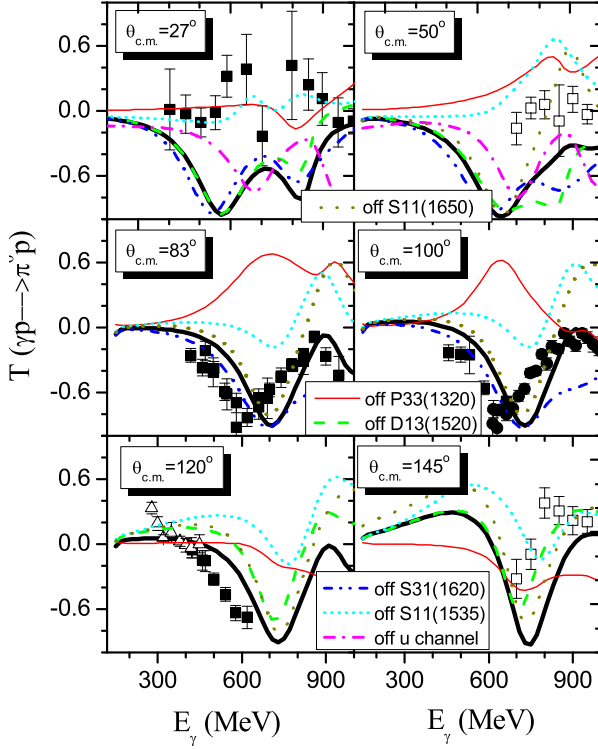 θc.m.=27°
θc.m.=50°
0.6
0.0
-0.6
off S11(1650)
θc.m.=83°
θc.m.=100°
0.6
0.0
-0.6
T (γp--->π⁰p)
off P33(1320)
off D13(1520)
θc.m.=120°
θc.m.=145°
0.6
0.0
-0.6
off S31(1620)
off S11(1535)
off u channel
300 600 900
300 600 900
Eγ (MeV)
Eγ (MeV)